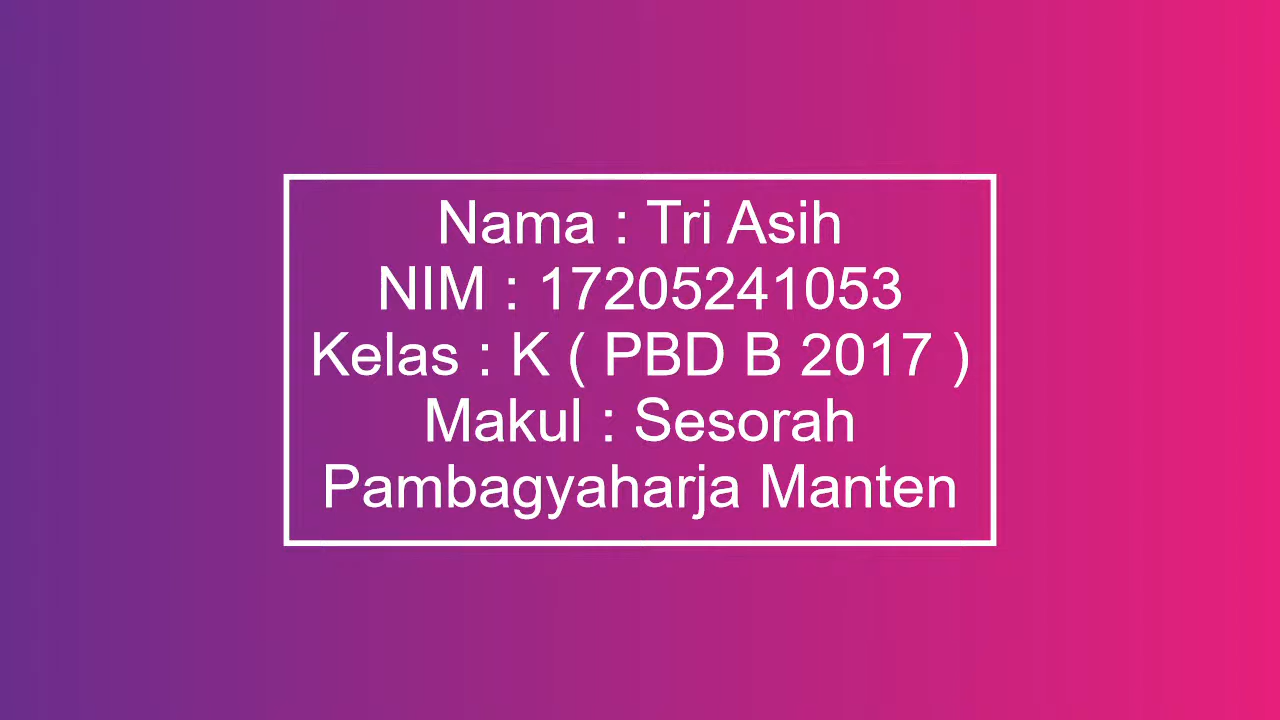 Nama : Tri Asih
NIM : 17205241053
Kelas : K ( PBD B 2017 )
Makul : Sesorah
Pambagyaharja Manten